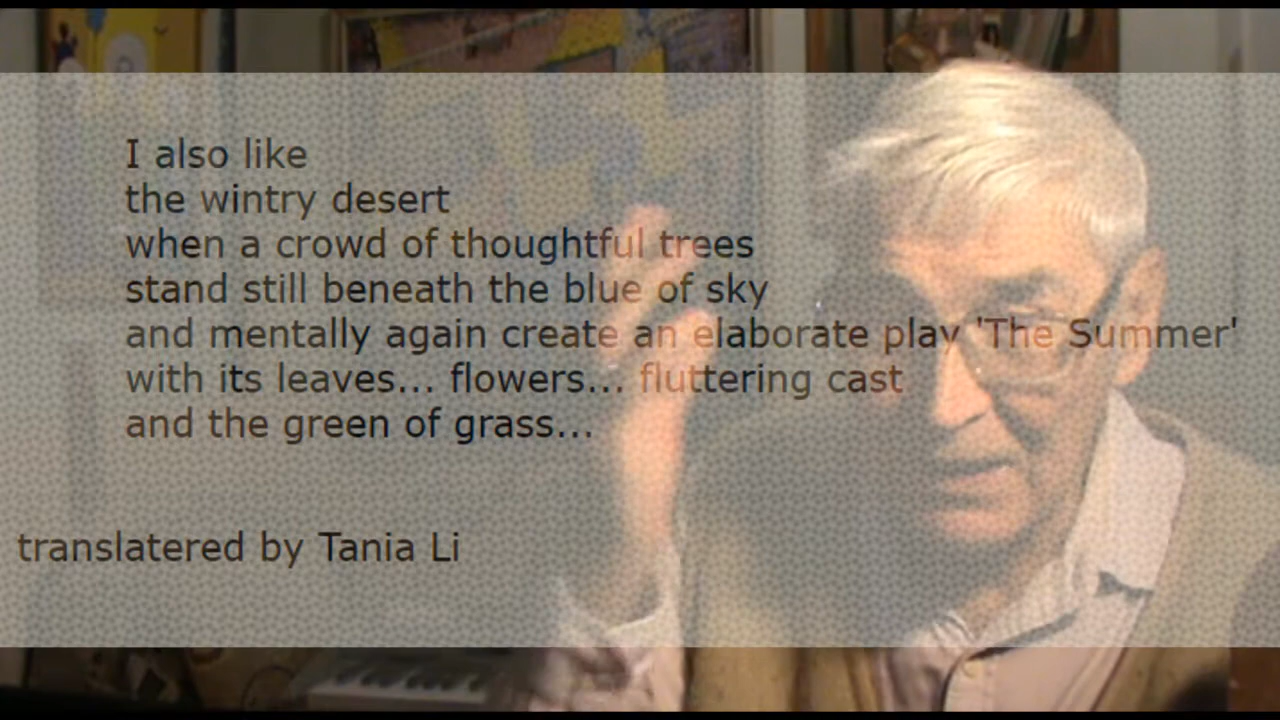 I also like
the wintry desert
when a crowd of thoughtful trees
stand still beneath the blue of sky
and mentally again create an elaborate play 'The Summer'
with its leaves... flowers... fluttering cast
and the green of grass...
translatered by Tania Li